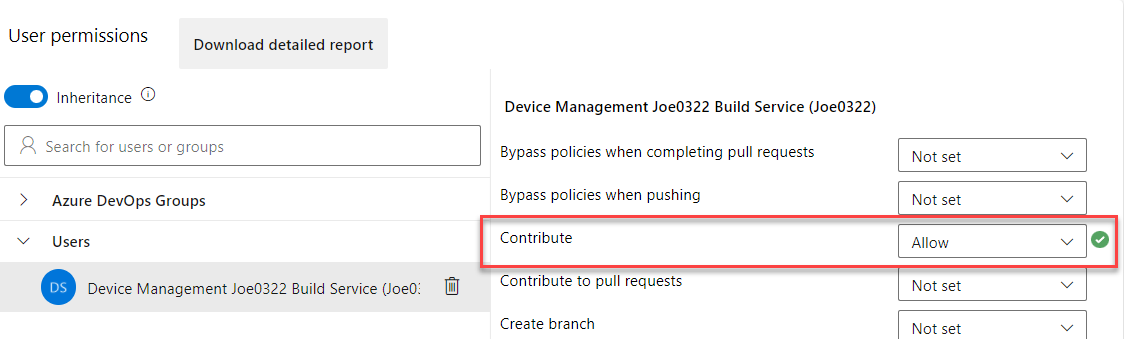 User permissions
Download detailed report
Inheritance
Search for users or groups
Azure DevOps Groups
Users
DS
Device Management Joe0322 Build Service (Joe03
Device Management Joe0322 Build Service (Joe0322)
Bypass policies when completing pull requests
Not set
Bypass policies when pushing
Not set
Contribute
Allow
Contribute to pull requests
Not set
Create branch
Not set